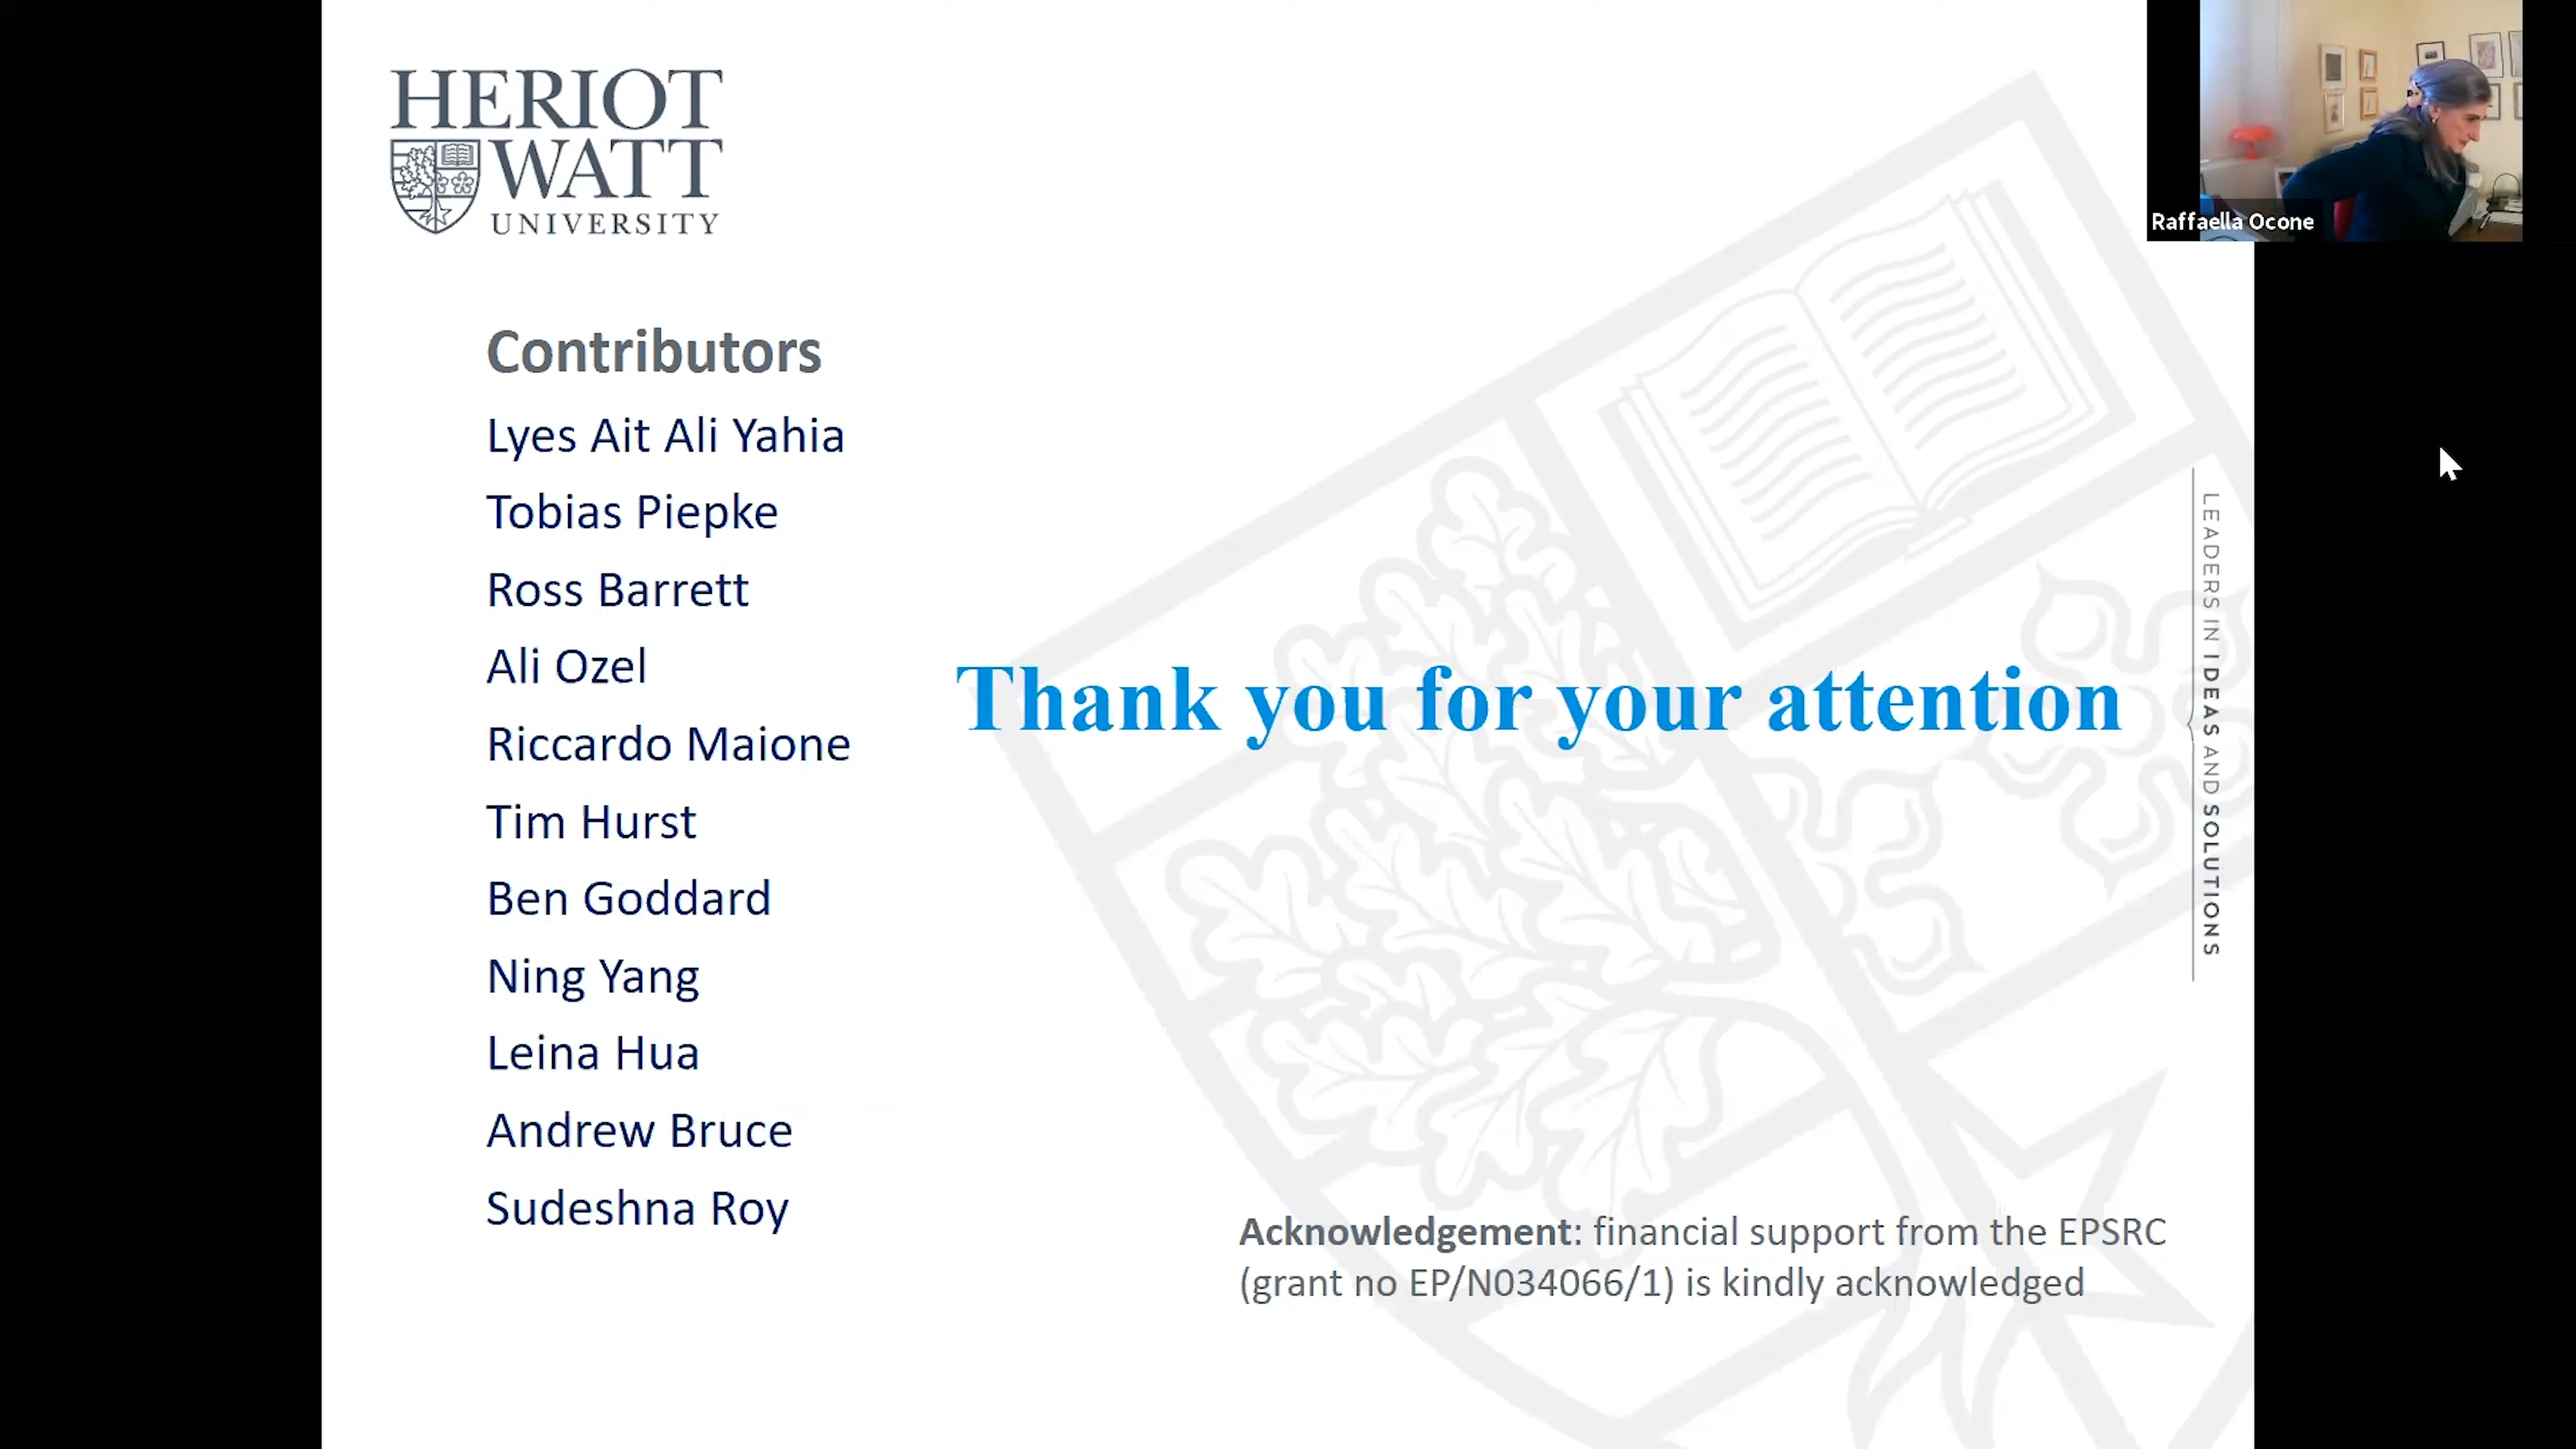 HERIOT
WATT
UNIVERSITY
Raffaella Ocone
Contributors
Lyes Ait Ali Yahia
Tobias Piepke
Ross Barrett
Ali Ozel
Riccardo Maione
Tim Hurst
Ben Goddard
Ning Yang
Leina Hua
Andrew Bruce
Sudeshna Roy
Thank you for your attention
LEADERS IN IDEAS AND SOLUTIONS
Acknowledgement: financial support from the EPSRC
(grant no EP/N034066/1) is kindly acknowledged